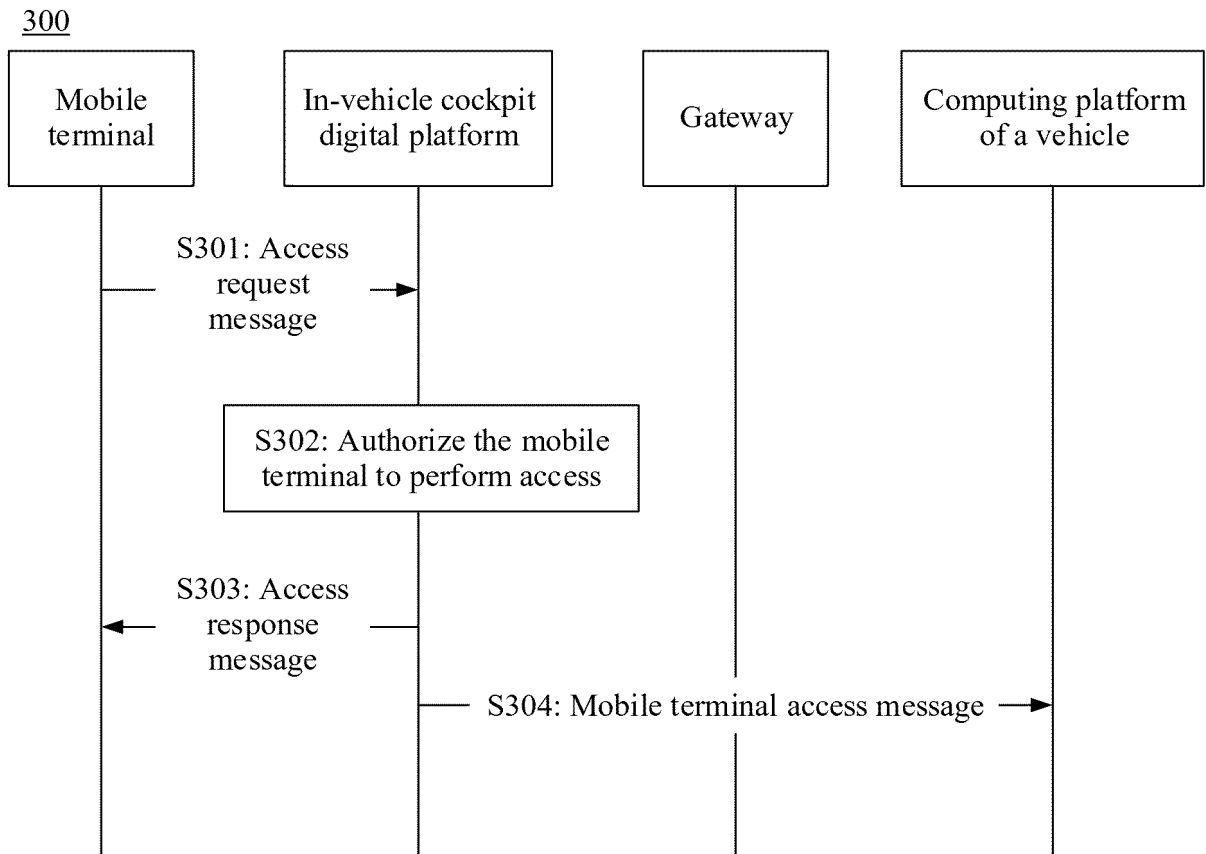 300
Mobile
terminal
In-vehicle cockpit
digital platform
Gateway
Computing platform
of a vehicle
S301: Access
request
message
S302: Authorize the mobile
terminal to perform access
S303: Access
response
message
S304: Mobile terminal access message